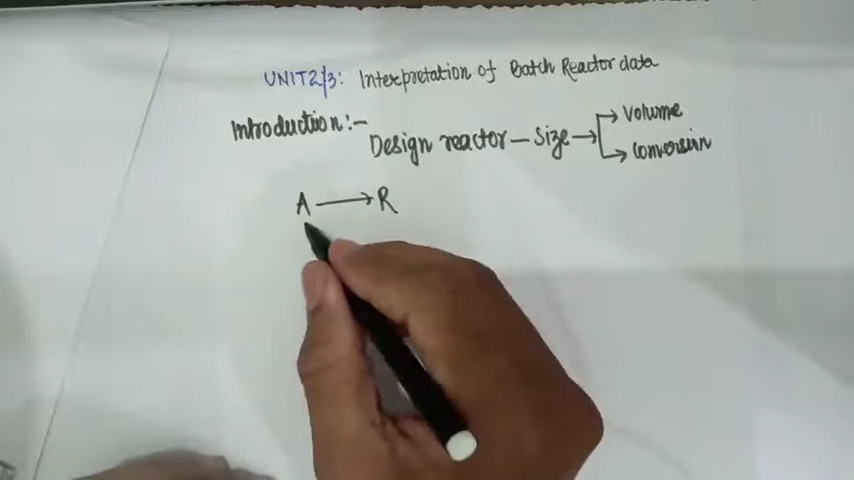 UNIT2/3: Interpretation of Batch Reactor data
Introduction:-
Design reactor – Size → Volume
Conversion
A → R